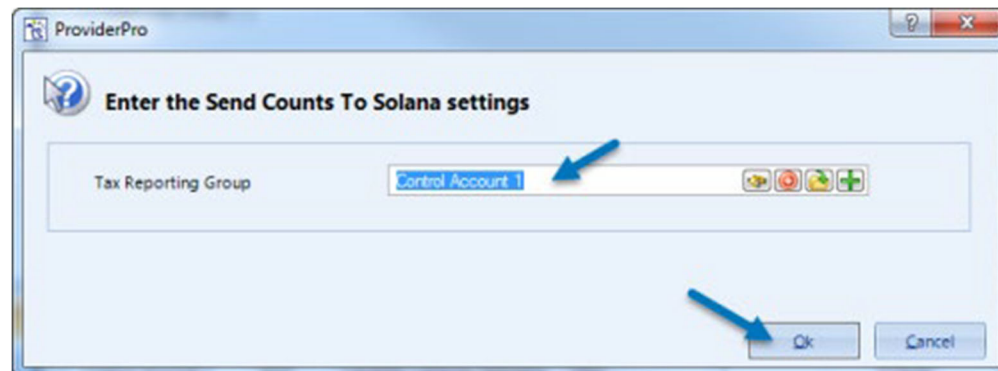 ProviderPro
Enter the Send Counts To Solana settings
Tax Reporting Group
Control Account 1
Ok
Cancel